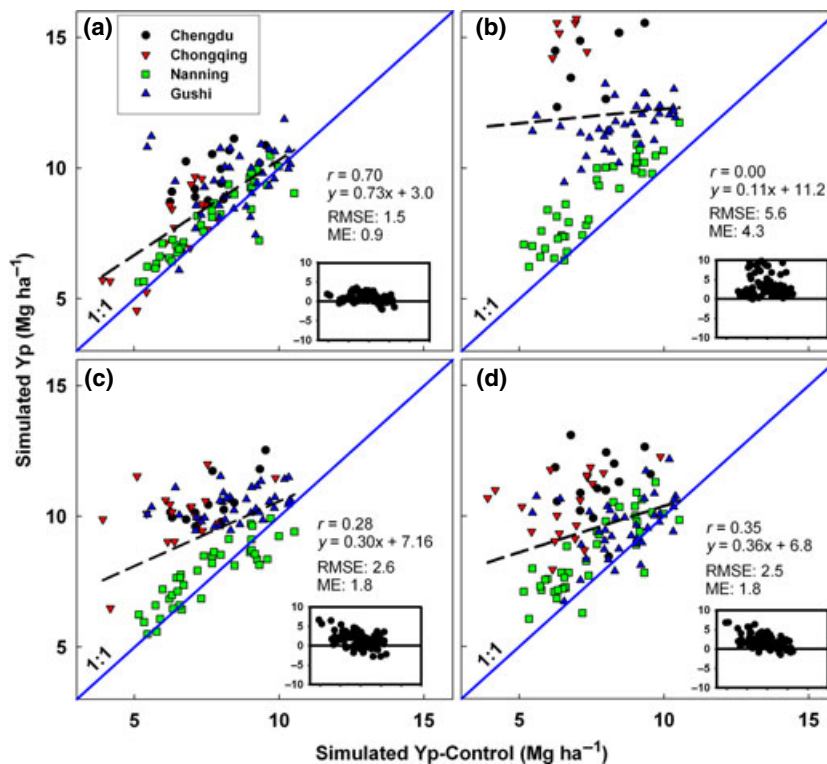 (a)
Chengdu
Chongqing
Nanning
Gushi
r = 0.70
y = 0.73x + 3.0
RMSE: 1.5
ME: 0.9
1:1
10
5
0
−5
−10
15
10
5
(b)
r = 0.00
y = 0.11x + 11.2
RMSE: 5.6
ME: 4.3
1:1
10
5
0
−5
−10
(c)
r = 0.28
y = 0.30x + 7.16
RMSE: 2.6
ME: 1.8
1:1
10
5
0
−5
−10
15
10
5
5 10 15
(d)
r = 0.35
y = 0.36x + 6.8
RMSE: 2.5
ME: 1.8
1:1
10
5
0
−5
−10
5 10 15
Simulated Yp (Mg ha⁻¹)
Simulated Yp-Control (Mg ha⁻¹)